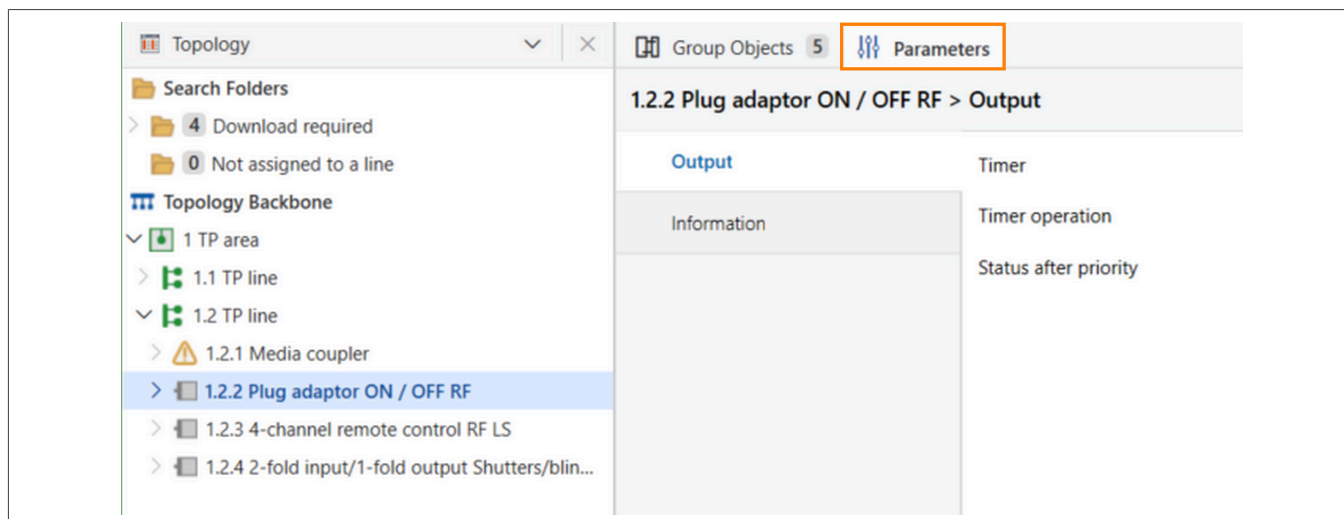 Topology
Search Folders
4 Download required
0 Not assigned to a line
Topology Backbone
1 TP area
1.1 TP line
1.2 TP line
1.2.1 Media coupler
1.2.2 Plug adaptor ON / OFF RF
1.2.3 4-channel remote control RF LS
1.2.4 2-fold input/1-fold output Shutters/blin...
Group Objects 5 Parameters
1.2.2 Plug adaptor ON / OFF RF > Output
Output
Information
Timer
Timer operation
Status after priority